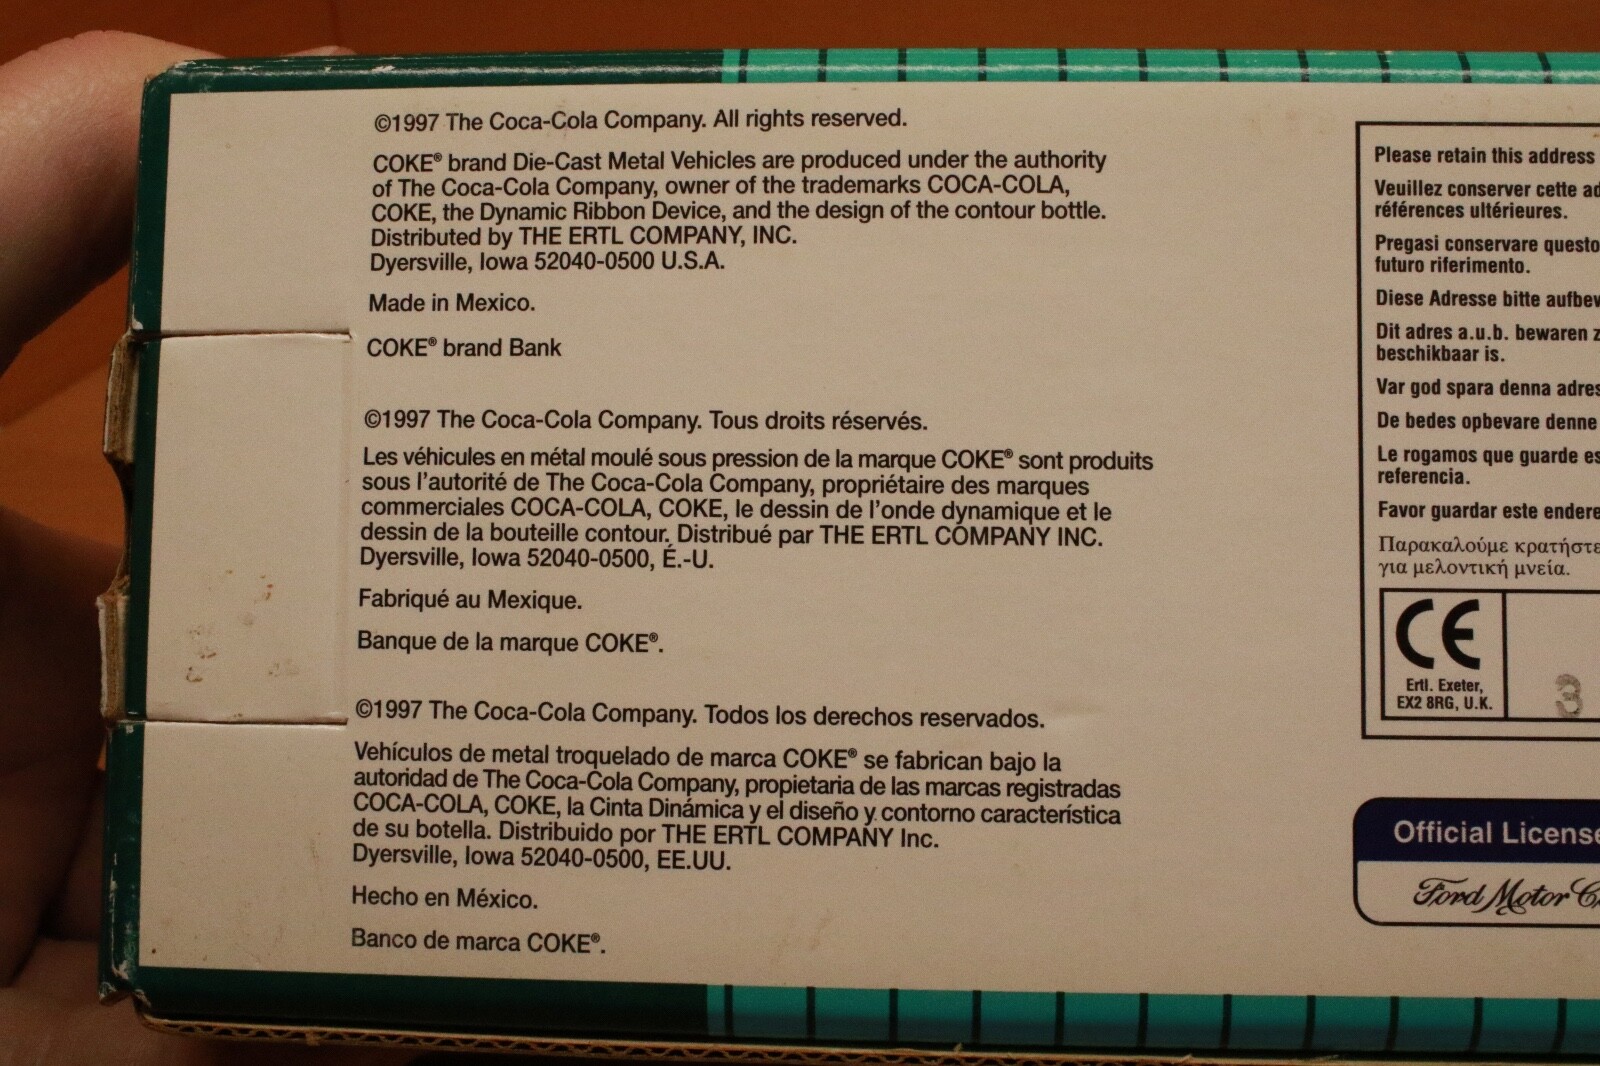 ©1997 The Coca-Cola Company. All rights reserved.
COKE® brand Die-Cast Metal Vehicles are produced under the authority
of The Coca-Cola Company, owner of the trademarks COCA-COLA,
COKE, the Dynamic Ribbon Device, and the design of the contour bottle.
Distributed by THE ERTL COMPANY, INC.
Dyersville, Iowa 52040-0500 U.S.A.
Made in Mexico.
COKE® brand Bank
©1997 The Coca-Cola Company. Tous droits réservés.
Les véhicules en métal moulé sous pression de la marque COKE® sont produits
sous l'autorité de The Coca-Cola Company, propriétaire des marques
commerciales COCA-COLA, COKE, le dessin de l'onde dynamique et le
dessin de la bouteille contour. Distribué par THE ERTL COMPANY INC.
Dyersville, Iowa 52040-0500, É.-U.
Fabriqué au Mexique.
Banque de la marque COKE®.
©1997 The Coca-Cola Company. Todos los derechos reservados.
Vehículos de metal troquelado de marca COKE® se fabrican bajo la
autoridad de The Coca-Cola Company, propietaria de las marcas registradas
COCA-COLA, COKE, la Cinta Dinámica y el diseño y contorno característica
de su botella. Distribuido por THE ERTL COMPANY Inc.
Dyersville, Iowa 52040-0500, EE.UU.
Hecho en México.
Banco de marca COKE®.
Please retain this address
Veuillez conserver cette
références ultérieures.
Pregasi conservare questo
futuro riferimento.
Diese Adresse bitte
Dit adres a.u.b. bewaren
beschikbaar is.
Var god spara denna
De bedes opbevare denne
Le rogamos que guarde
referencia.
Favor guardar este
Παρακαλούμε
για μελοντική μνεία.
CE
Ertl. Exeter,
EX2 8RG, U.K.
3
Official
Ford Motor